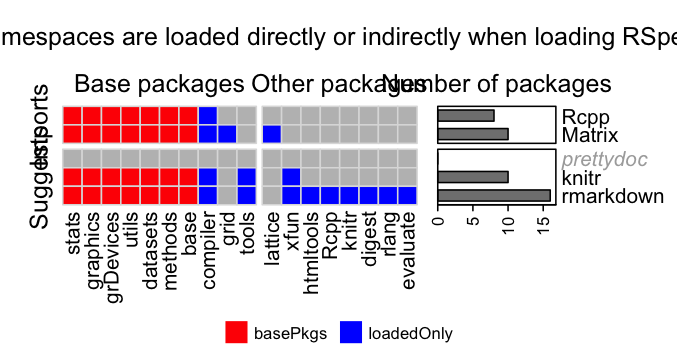 mespaces are loaded directly or indirectly when loading RSpe
Base packages
Other packages
Number of packages
Imports
Suggests
Rcpp
Matrix
prettydoc
knitr
rmarkdown
0
5
10
15
stats
graphics
grDevices
utils
datasets
methods
base
compiler
grid
tools
lattice
xfun
htmltools
Rcpp
knitr
digest
rlang
evaluate
basePkgs
loadedOnly